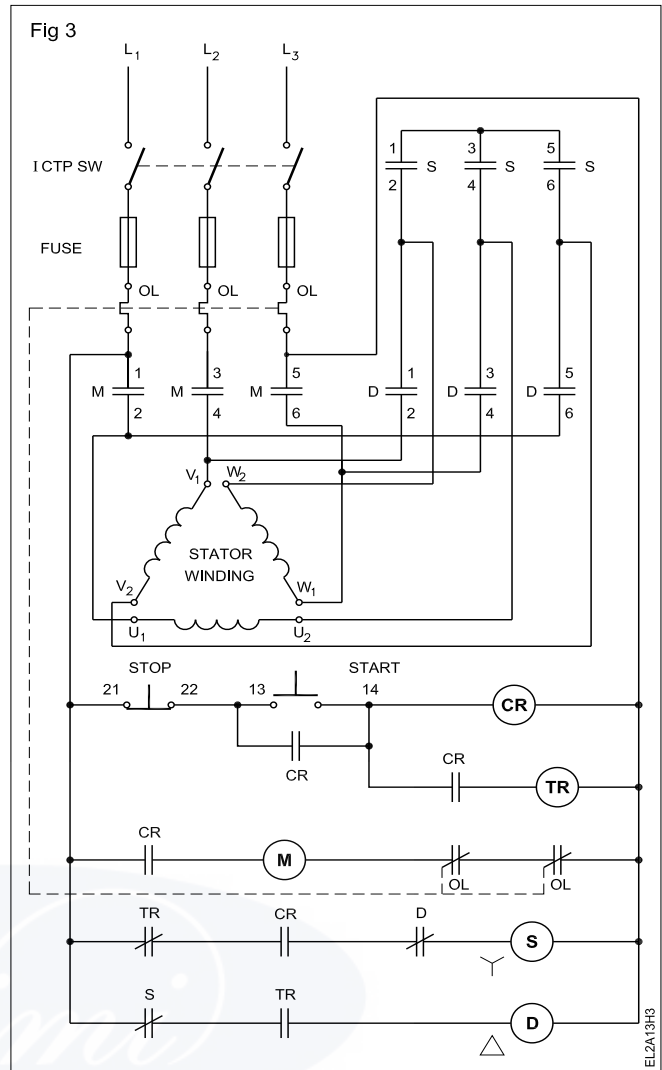 Fig 3
L1 L2 L3
1 3 5
I CTP SW S S S
2 4 6
FUSE
OL OL OL
1 3 5 1 3 5
M M M D D D
2 4 6 2 4 6
V1 W2
STATOR
WINDING
V2 W1
U1 U2
STOP START
21 22 13 14
CR
CR CR
TR
CR
M
OL OL
TR CR D
S
S TR
D
EL2A13H3